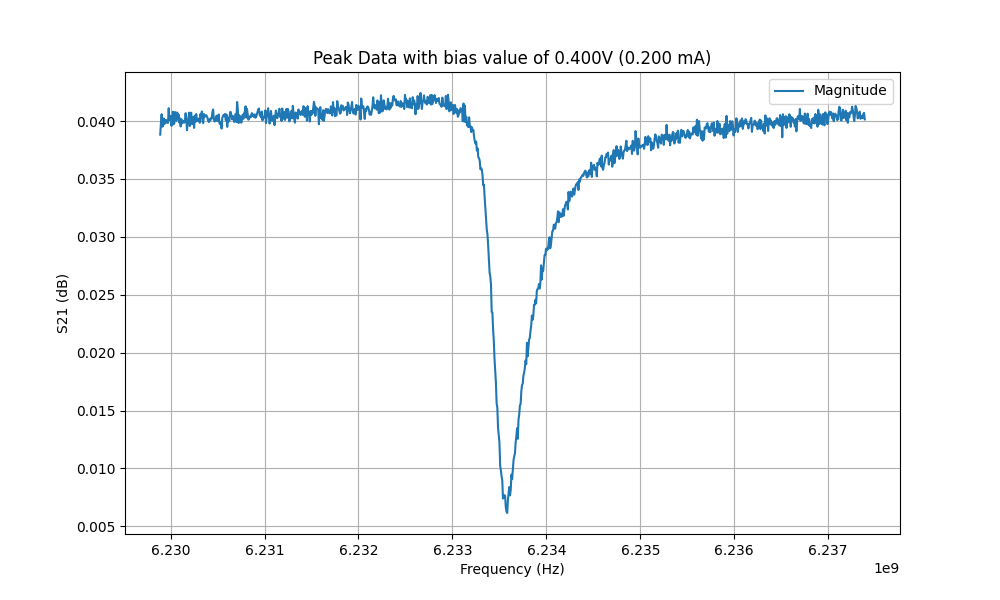 Peak Data with bias value of 0.400V (0.200 mA)
Magnitude
0.040
0.035
0.030
0.025
0.020
0.015
0.010
0.005
S21 (dB)
6.230 6.231 6.232 6.233 6.234 6.235 6.236 6.237
Frequency (Hz)
1e9